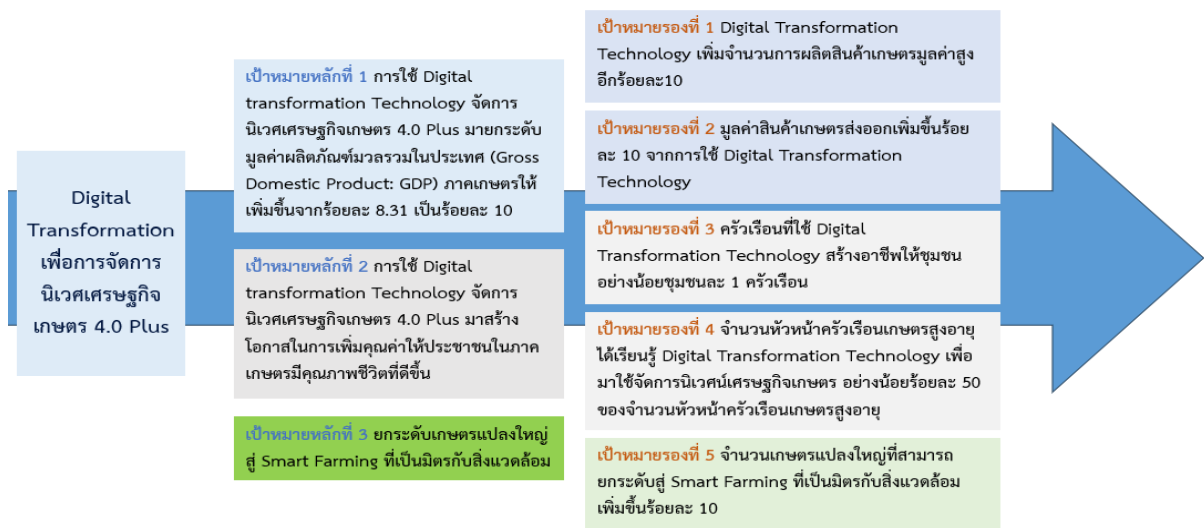 Digital
Transformation
เพื่อการจัดการ
นิเวศเศรษฐกิจ
เกษตร 4.0 Plus
เป้าหมายหลักที่ 1 การใช้ Digital
transformation Technology จัดการ
นิเวศเศรษฐกิจเกษตร 4.0 Plus มายกระดับ
มูลค่าผลิตภัณฑ์มวลรวมในประเทศ (Gross
Domestic Product: GDP) ภาคเกษตรให้
เพิ่มขึ้นจากร้อยละ 8.31 เป็นร้อยละ 10
เป้าหมายหลักที่ 2 การใช้ Digital
transformation Technology จัดการ
นิเวศเศรษฐกิจเกษตร 4.0 Plus มาสร้าง
โอกาสในการเพิ่มคุณค่าให้ประชาชนในภาค
เกษตรมีคุณภาพชีวิตที่ดีขึ้น
เป้าหมายหลักที่ 3 ยกระดับเกษตรแปลงใหญ่
สู่ Smart Farming ที่เป็นมิตรกับสิ่งแวดล้อม
เป้าหมายรองที่ 1 Digital Transformation
Technology เพิ่มจำนวนการผลิตสินค้าเกษตรมูลค่าสูง
อีกร้อยละ10
เป้าหมายรองที่ 2 มูลค่าสินค้าเกษตรส่งออกเพิ่มขึ้นร้อย
ละ 10 จากการใช้ Digital Transformation
Technology
เป้าหมายรองที่ 3 ครัวเรือนที่ใช้ Digital
Transformation Technology สร้างอาชีพให้ชุมชน
อย่างน้อยชุมชนละ 1 ครัวเรือน
เป้าหมายรองที่ 4 จำนวนหัวหน้าครัวเรือนเกษตรสูงอายุ
ได้เรียนรู้ Digital Transformation Technology เพื่อ
มาใช้จัดการนิเวศน์เศรษฐกิจเกษตร อย่างน้อยร้อยละ 50
ของจำนวนหัวหน้าครัวเรือนเกษตรสูงอายุ
เป้าหมายรองที่ 5 จำนวนเกษตรแปลงใหญ่ที่สามารถ
ยกระดับสู่ Smart Farming ที่เป็นมิตรกับสิ่งแวดล้อม
เพิ่มขึ้นร้อยละ 10